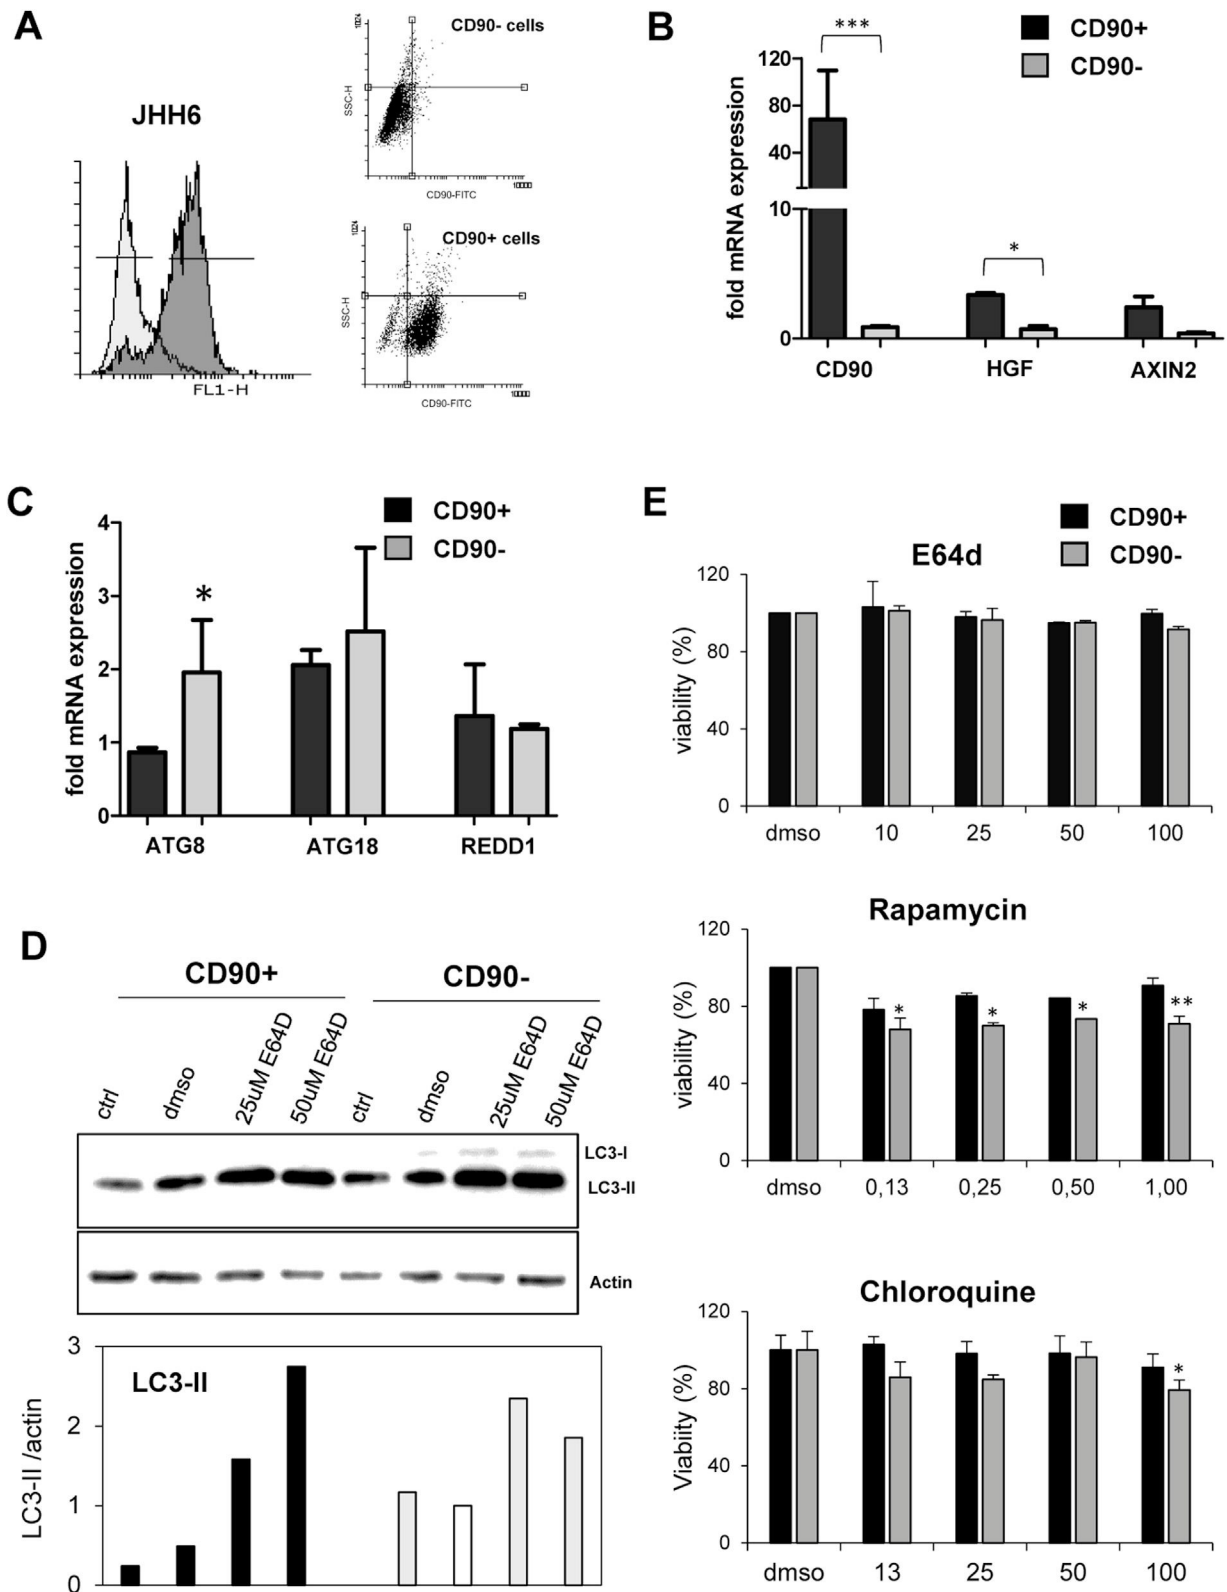 A
JHH6
FL1-H
1024
SSC-H
CD90- cells
CD90-FITC
10000
1024
SSC-H
CD90+ cells
CD90-FITC
10000
B
CD90+
CD90-
***
*
fold mRNA expression
120
80
40
10
0
CD90
HGF
AXIN2
C
CD90+
CD90-
fold mRNA expression
4
3
2
1
0
*
ATG8
ATG18
REDD1
D
CD90+
CD90-
ctrl
dmso
25uM E64D
50uM E64D
ctrl
dmso
25uM E64D
50uM E64D
LC3-I
LC3-II
Actin
LC3-II
LC3-II /actin
3
2
1
0
E
CD90+
CD90-
E64d
viability (%)
120
80
40
0
dmso 10 25 50 100
Rapamycin
viability (%)
120
80
40
0
* * * **
dmso 0,13 0,25 0,50 1,00
Chloroquine
Viabiity (%)
120
80
40
0
*
dmso 13 25 50 100